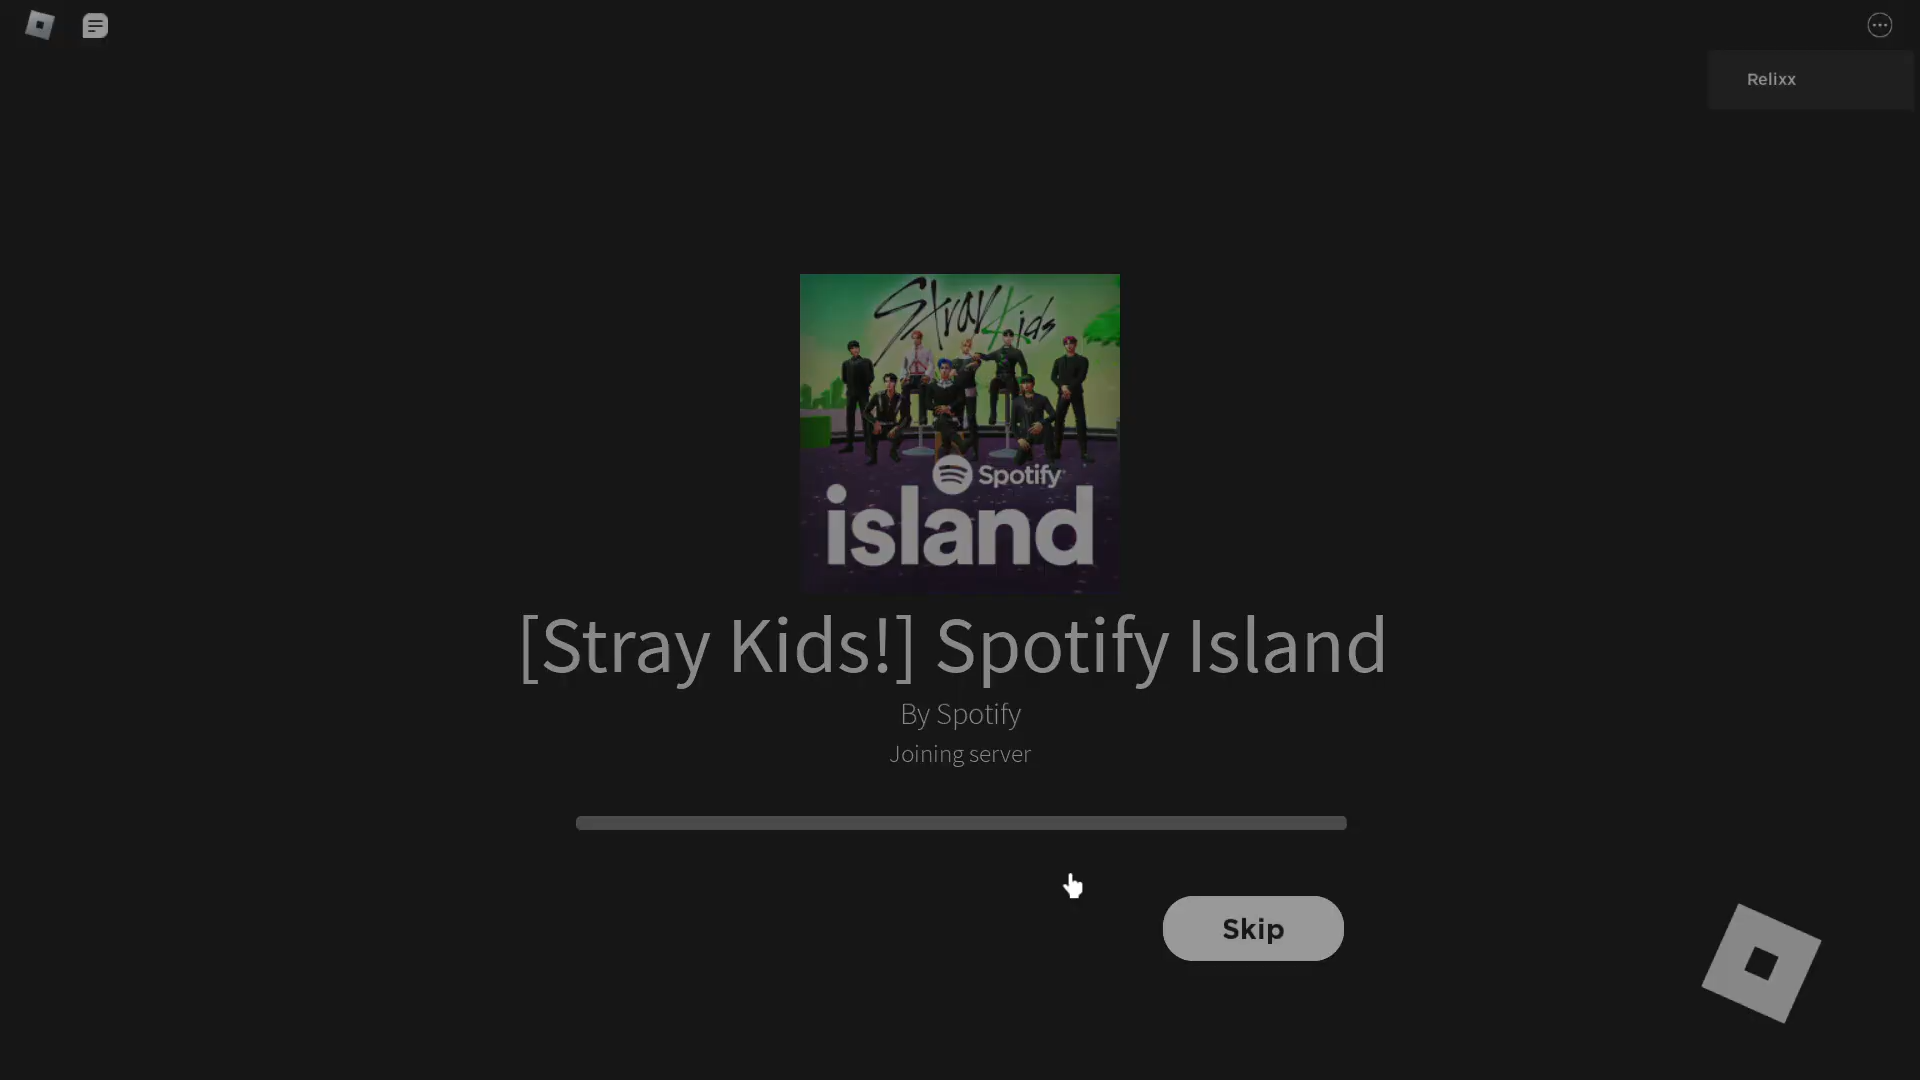 Relixx
Stray Kids
Spotify
island
[Stray Kids!] Spotify Island
By Spotify
Joining server
Skip